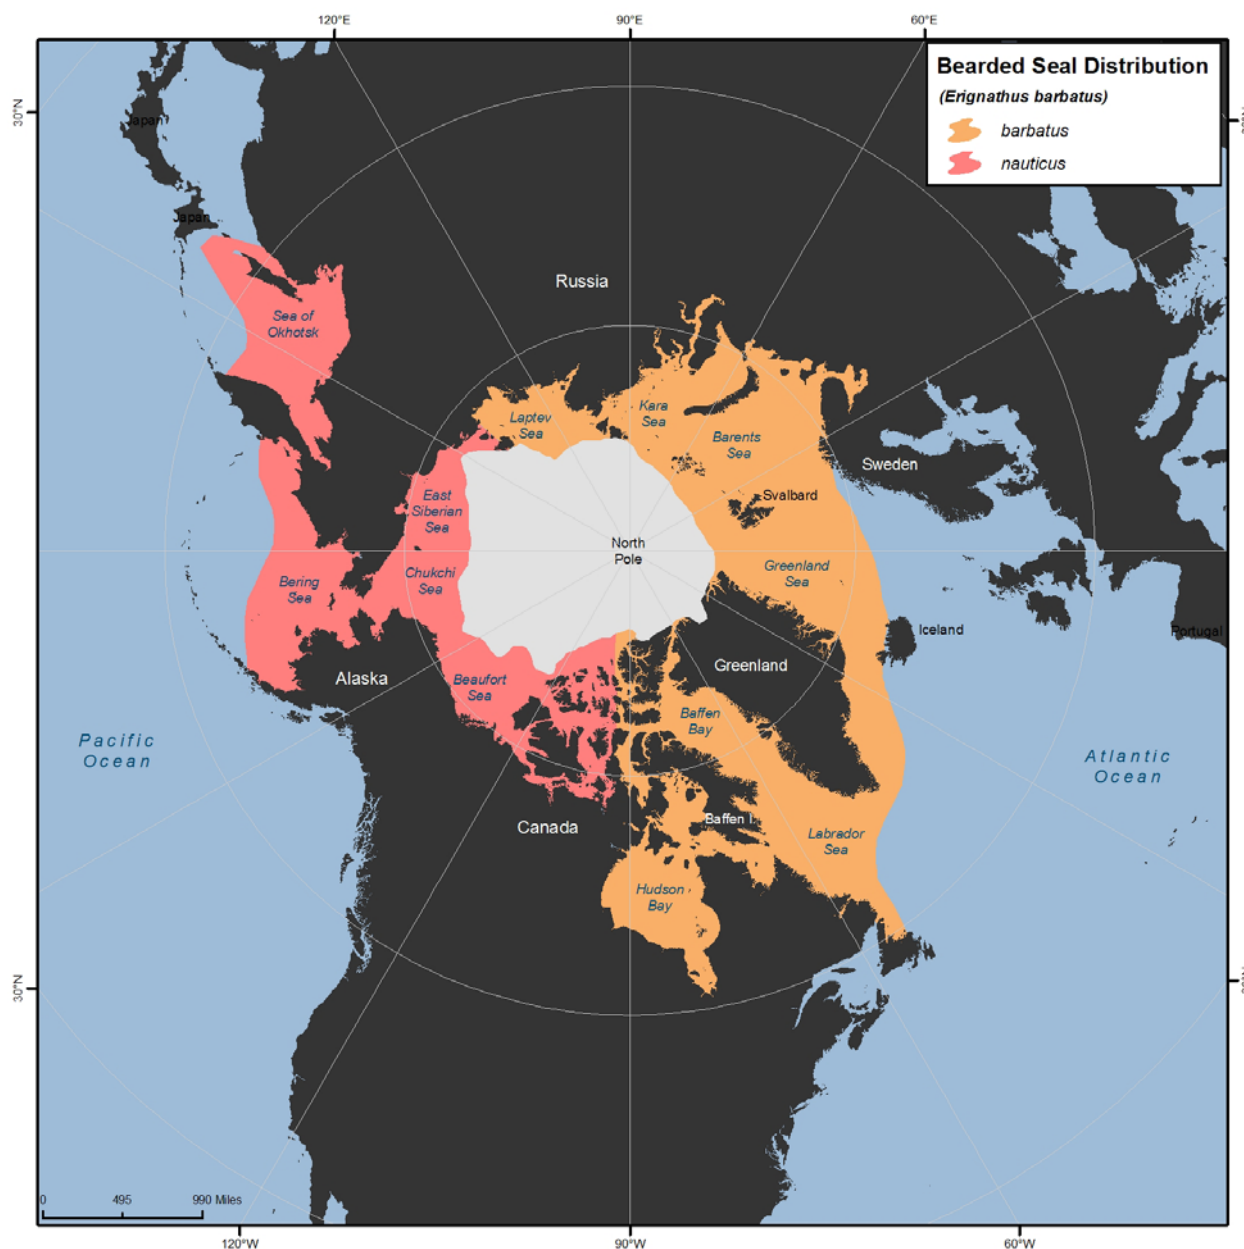 120°E
90°E
60°E
30°N
Bearded Seal Distribution
(Erignathus barbatus)
barbatus
nauticus
Japan
Japan
Russia
Sea of
Okhotsk
Laptev
Sea
Kara
Sea
Barents
Sea
Sweden
Svalbard
East
Siberian
Sea
North
Pole
Greenland
Sea
Chukchi
Sea
Bering
Sea
Iceland
Portugal
Greenland
Alaska
Beaufort
Sea
Baffen
Bay
Pacific
Ocean
Atlantic
Ocean
Canada
Baffen I.
Labrador
Sea
Hudson
Bay
30°N
0 495 990 Miles
120°W
90°W
60°W